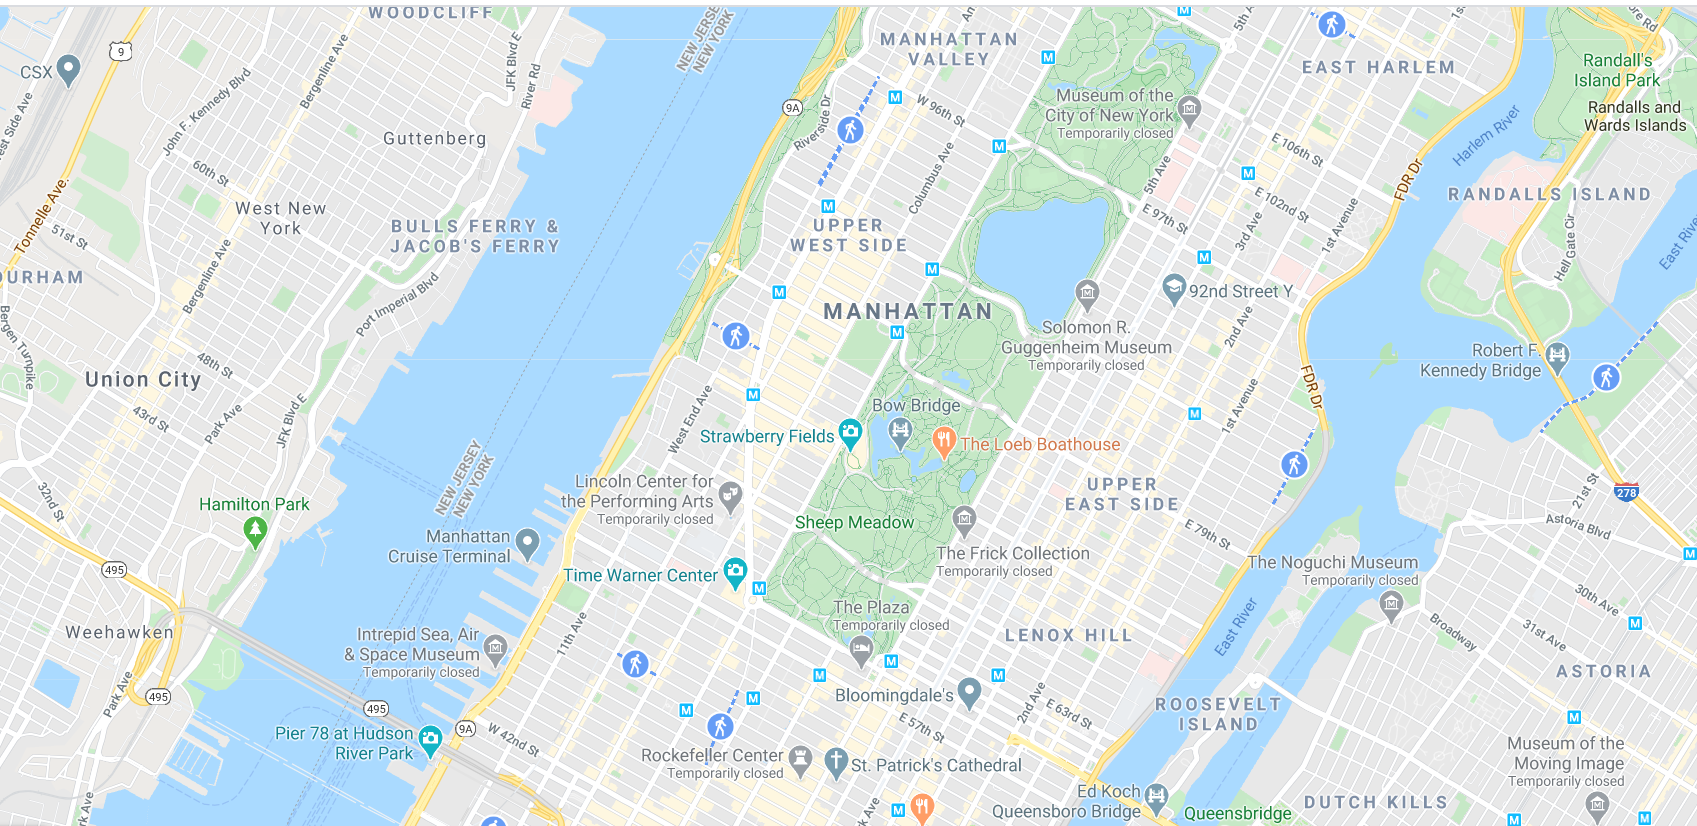 WOODCLIFF
NEW JERSEY
NEW YORK
MANHATTAN
VALLEY
EAST HARLEM
Randall's
Island Park
Randalls and
Wards Islands
9
CSX
JFK Blvd E
River Rd
Bergenline Ave
John F. Kennedy Blvd
Guttenberg
9A
Riverside Dr
M
M
M
M
W 96th St
Museum of the
City of New York
Temporarily closed
5th Ave
E 106th St
Harlem River
FDR Dr
60th St
West New
York
Tonnelle Ave.
51st St
BULLS FERRY &
JACOB'S FERRY
Columbus Ave
M
UPPER
WEST SIDE
5th Ave
M
E 102nd St
E 97th St
3rd Ave
1st Avenue
RANDALLS ISLAND
Hell Gate Cir
Bergenline Ave
Port Imperial Blvd
M
M
M
MANHATTAN
M
92nd Street Y
Solomon R.
Guggenheim Museum
Temporarily closed
2nd Ave
Robert F.
Kennedy Bridge
Bergen Turnpike
48th St
Union City
43rd St
Park Ave
JFK Blvd E
FDR Dr
M
West End Ave
Bow Bridge
Strawberry Fields
The Loeb Boathouse
M
1st Avenue
NEW JERSEY
NEW YORK
32nd St
Hamilton Park
Lincoln Center for
the Performing Arts
Temporarily closed
UPPER
EAST SIDE
21st St
278
Sheep Meadow
E 79th St
Astoria Blvd
M
Manhattan
Cruise Terminal
The Frick Collection
Temporarily closed
The Noguchi Museum
Temporarily closed
495
Time Warner Center
M
30th Ave
The Plaza
Temporarily closed
East River
Weehawken
Intrepid Sea, Air
& Space Museum
Temporarily closed
11th Ave
LENOX HILL
Broadway
31st Ave
M
M
M
M
ASTORIA
Park Ave
495
495
M
M
Bloomingdale's
2nd Ave
E 63rd St
ROOSEVELT
ISLAND
M
9A
Pier 78 at Hudson
River Park
W 42nd St
E 57th St
Rockefeller Center
Temporarily closed
St. Patrick's Cathedral
Museum of the
Moving Image
Temporarily closed
Ed Koch
Queensboro Bridge
Queensbridge
DUTCH KILLS
M
M
M